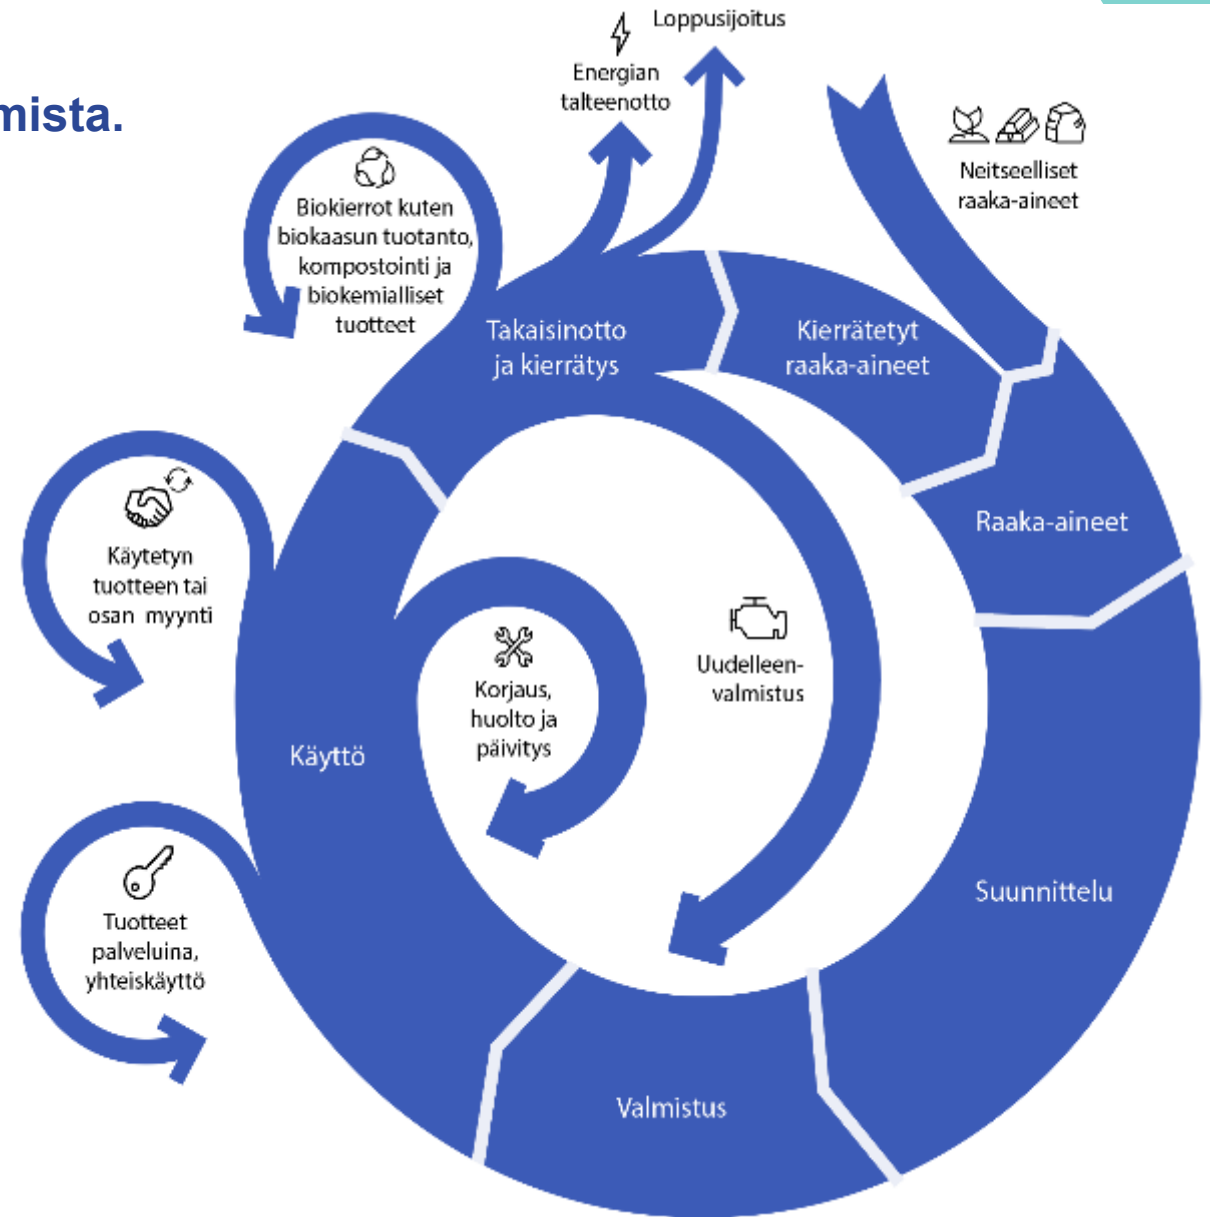 Loppusijoitus
Energian
talteenotto
mista.
Neitseelliset
raaka-aineet
Biokierrot kuten
biokaasun tuotanto,
kompostointi ja
biokemialliset
tuotteet
Takaisinotto
ja kierrätys
Kierrätetyt
raaka-aineet
Raaka-aineet
Käytetyn
tuotteen tai
osan myynti
Korjaus,
huolto ja
päivitys
Uudelleen-
valmistus
Käyttö
Suunnittelu
Tuotteet
palveluina,
yhteiskäyttö
Valmistus